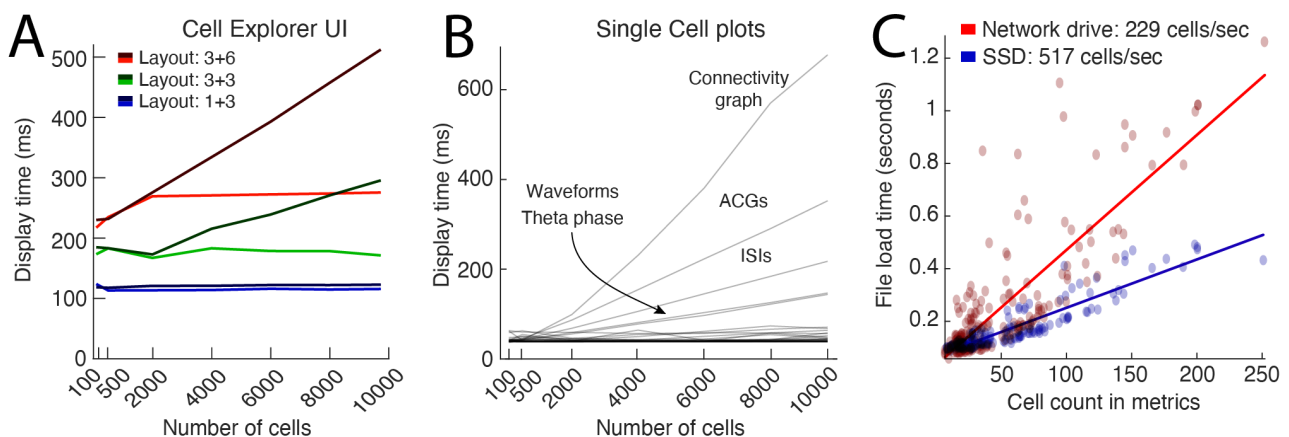 A
Cell Explorer UI
Layout: 3+6
Layout: 3+3
Layout: 1+3
Display time (ms)
500
400
300
200
100
0
100
500
2000
4000
6000
8000
10000
Number of cells
B
Single Cell plots
Connectivity
graph
Waveforms
Theta phase
ACGs
ISIs
Display time (ms)
600
400
200
0
100
500
2000
4000
6000
8000
10000
Number of cells
C
Network drive: 229 cells/sec
SSD: 517 cells/sec
File load time (seconds)
1.2
1
0.8
0.6
0.4
0.2
50
100
150
200
250
Cell count in metrics